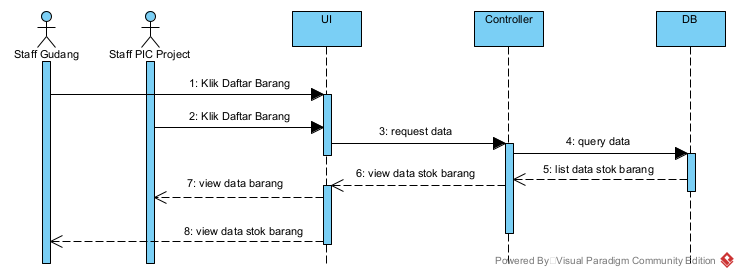 Staff Gudang
Staff PIC Project
UI
Controller
DB
1: Klik Daftar Barang
2: Klik Daftar Barang
3: request data
4: query data
5: list data stok barang
6: view data stok barang
7: view data barang
8: view data stok barang
Powered By Visual Paradigm Community Edition